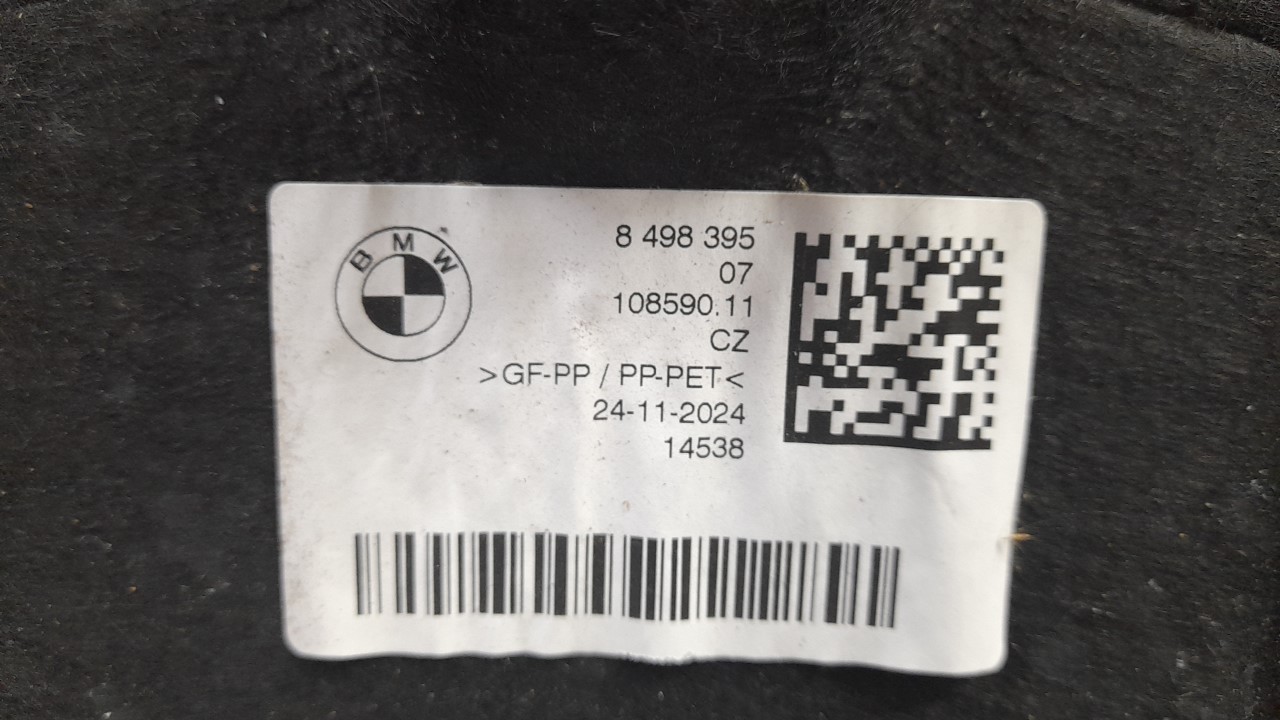 BMW
8 498 395
07
108590.11
CZ
>GF-PP / PP-PET<
24-11-2024
14538